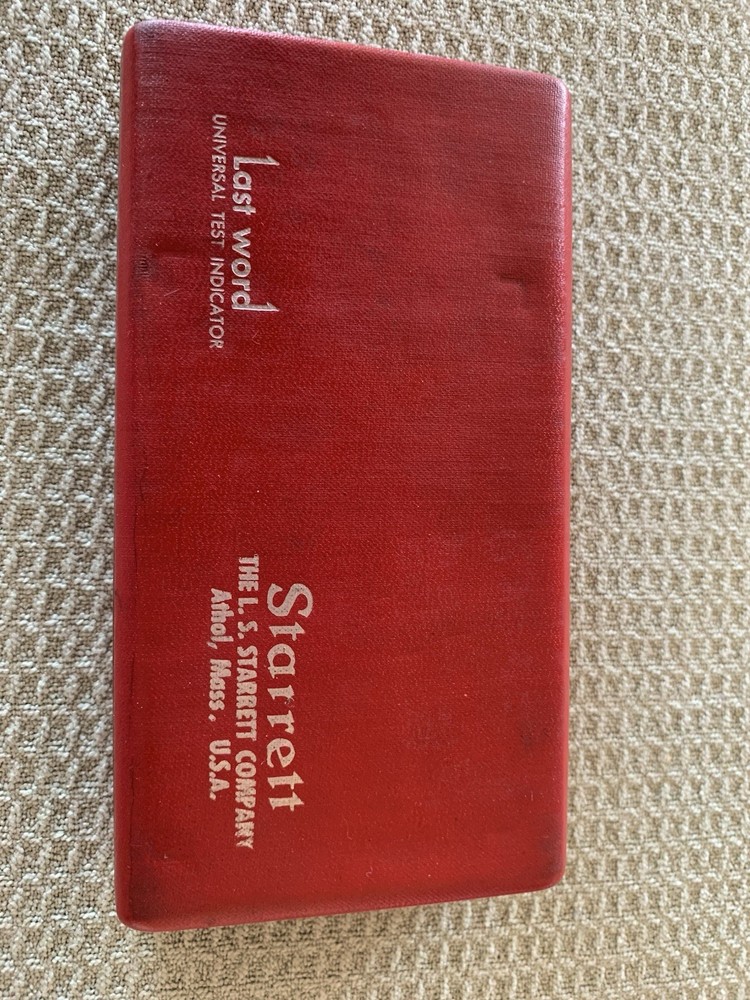 Last word
UNIVERSAL TEST INDICATOR
Starrett
THE L. S. STARRETT COMPANY
Athol, Mass. U.S.A.